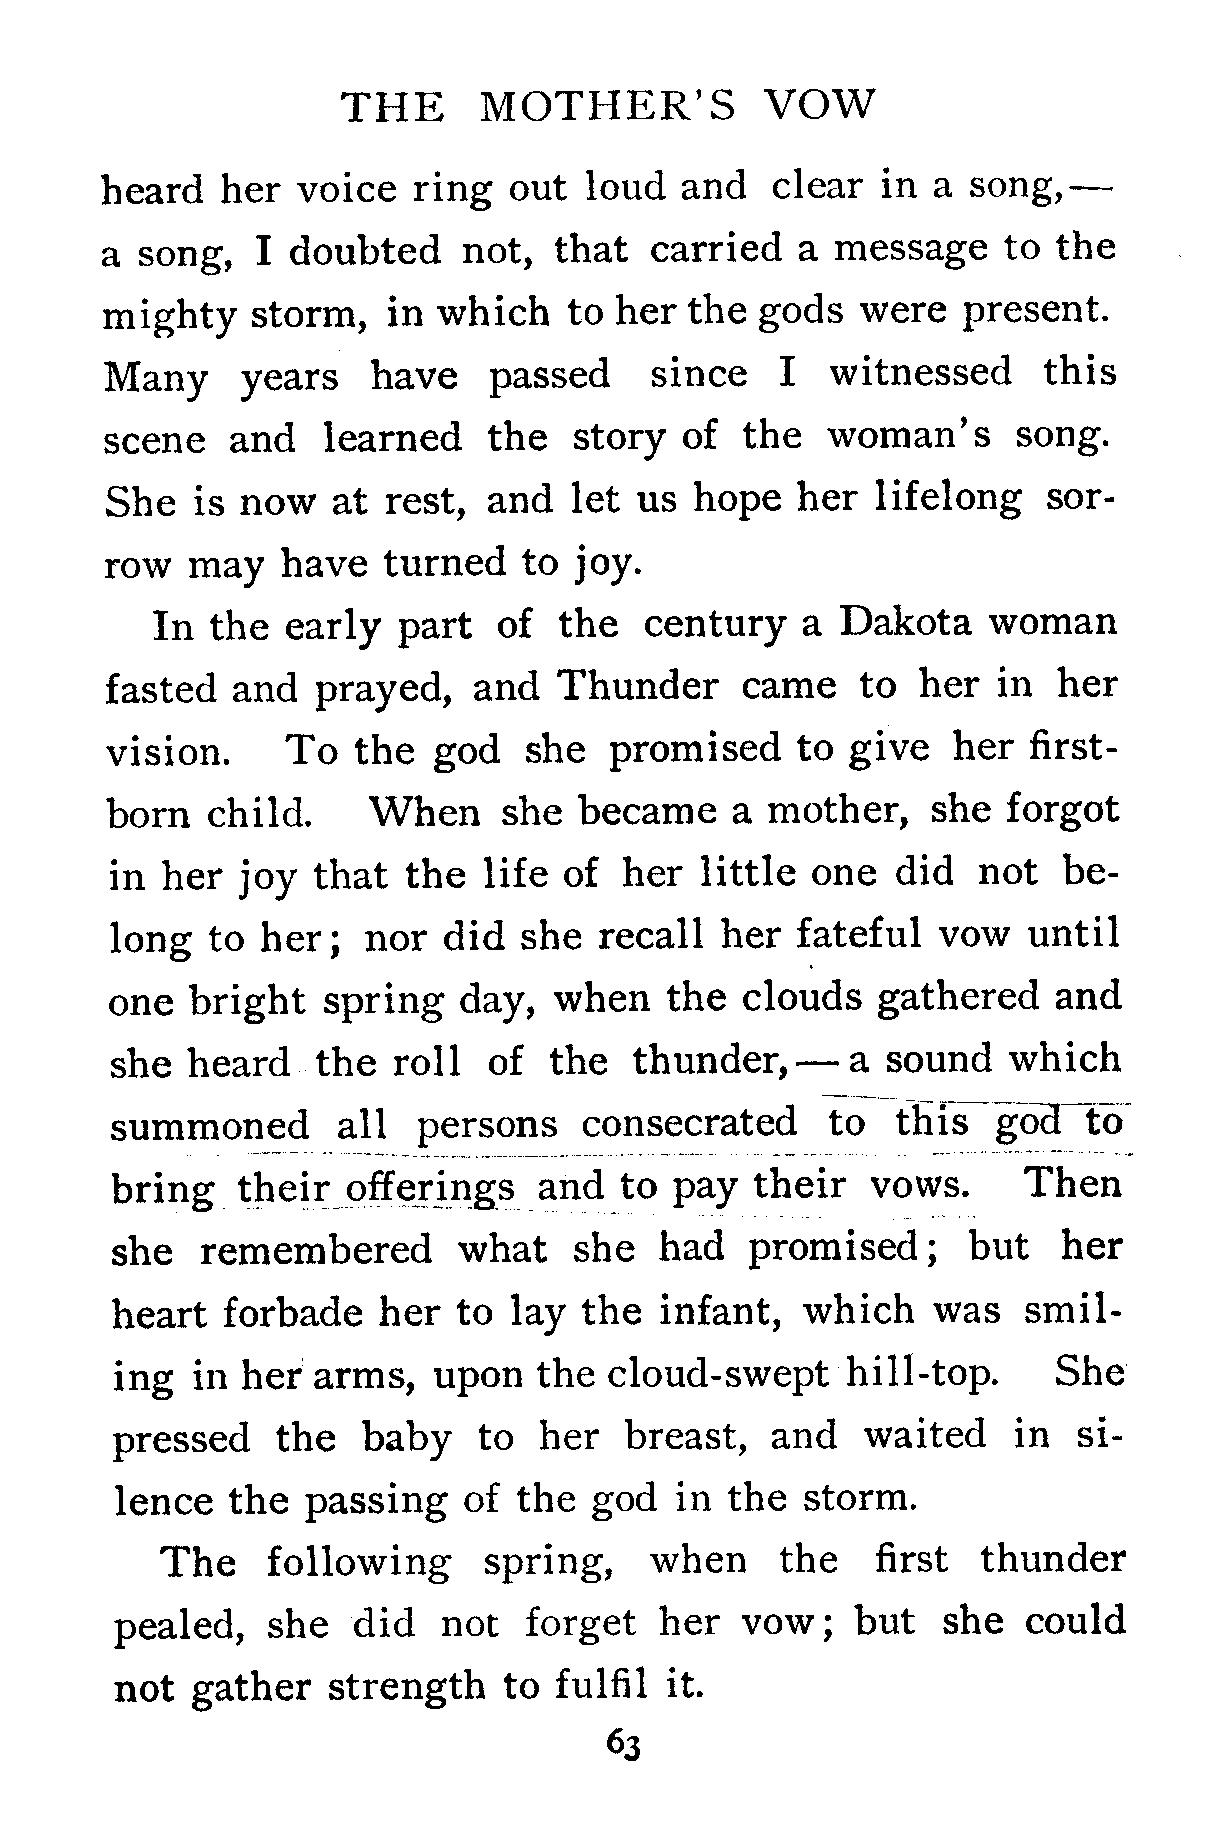 THE MOTHER'S VOW
heard her voice ring out loud and clear in a song,—
a song, I doubted not, that carried a message to the
mighty storm, in which to her the gods were present.
Many years have passed since I witnessed this
scene and learned the story of the woman's song.
She is now at rest, and let us hope her lifelong sor-
row may have turned to joy.
In the early part of the century a Dakota woman
fasted and prayed, and Thunder came to her in her
vision. To the god she promised to give her first-
born child. When she became a mother, she forgot
in her joy that the life of her little one did not be-
long to her; nor did she recall her fateful vow until
one bright spring day, when the clouds gathered and
she heard the roll of the thunder,—a sound which
summoned all persons consecrated to this god to
bring their offerings and to pay their vows. Then
she remembered what she had promised; but her
heart forbade her to lay the infant, which was smil-
ing in her arms, upon the cloud-swept hill-top. She
pressed the baby to her breast, and waited in si-
lence the passing of the god in the storm.
The following spring, when the first thunder
pealed, she did not forget her vow; but she could
not gather strength to fulfil it.
63